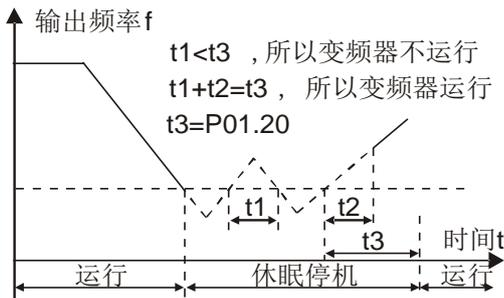 输出频率f
t1<t3 ,所以变频器不运行
t1+t2=t3 , 所以变频器运行
t3=P01.20
t1
t2
t3
时间t
运行
休眠停机
运行